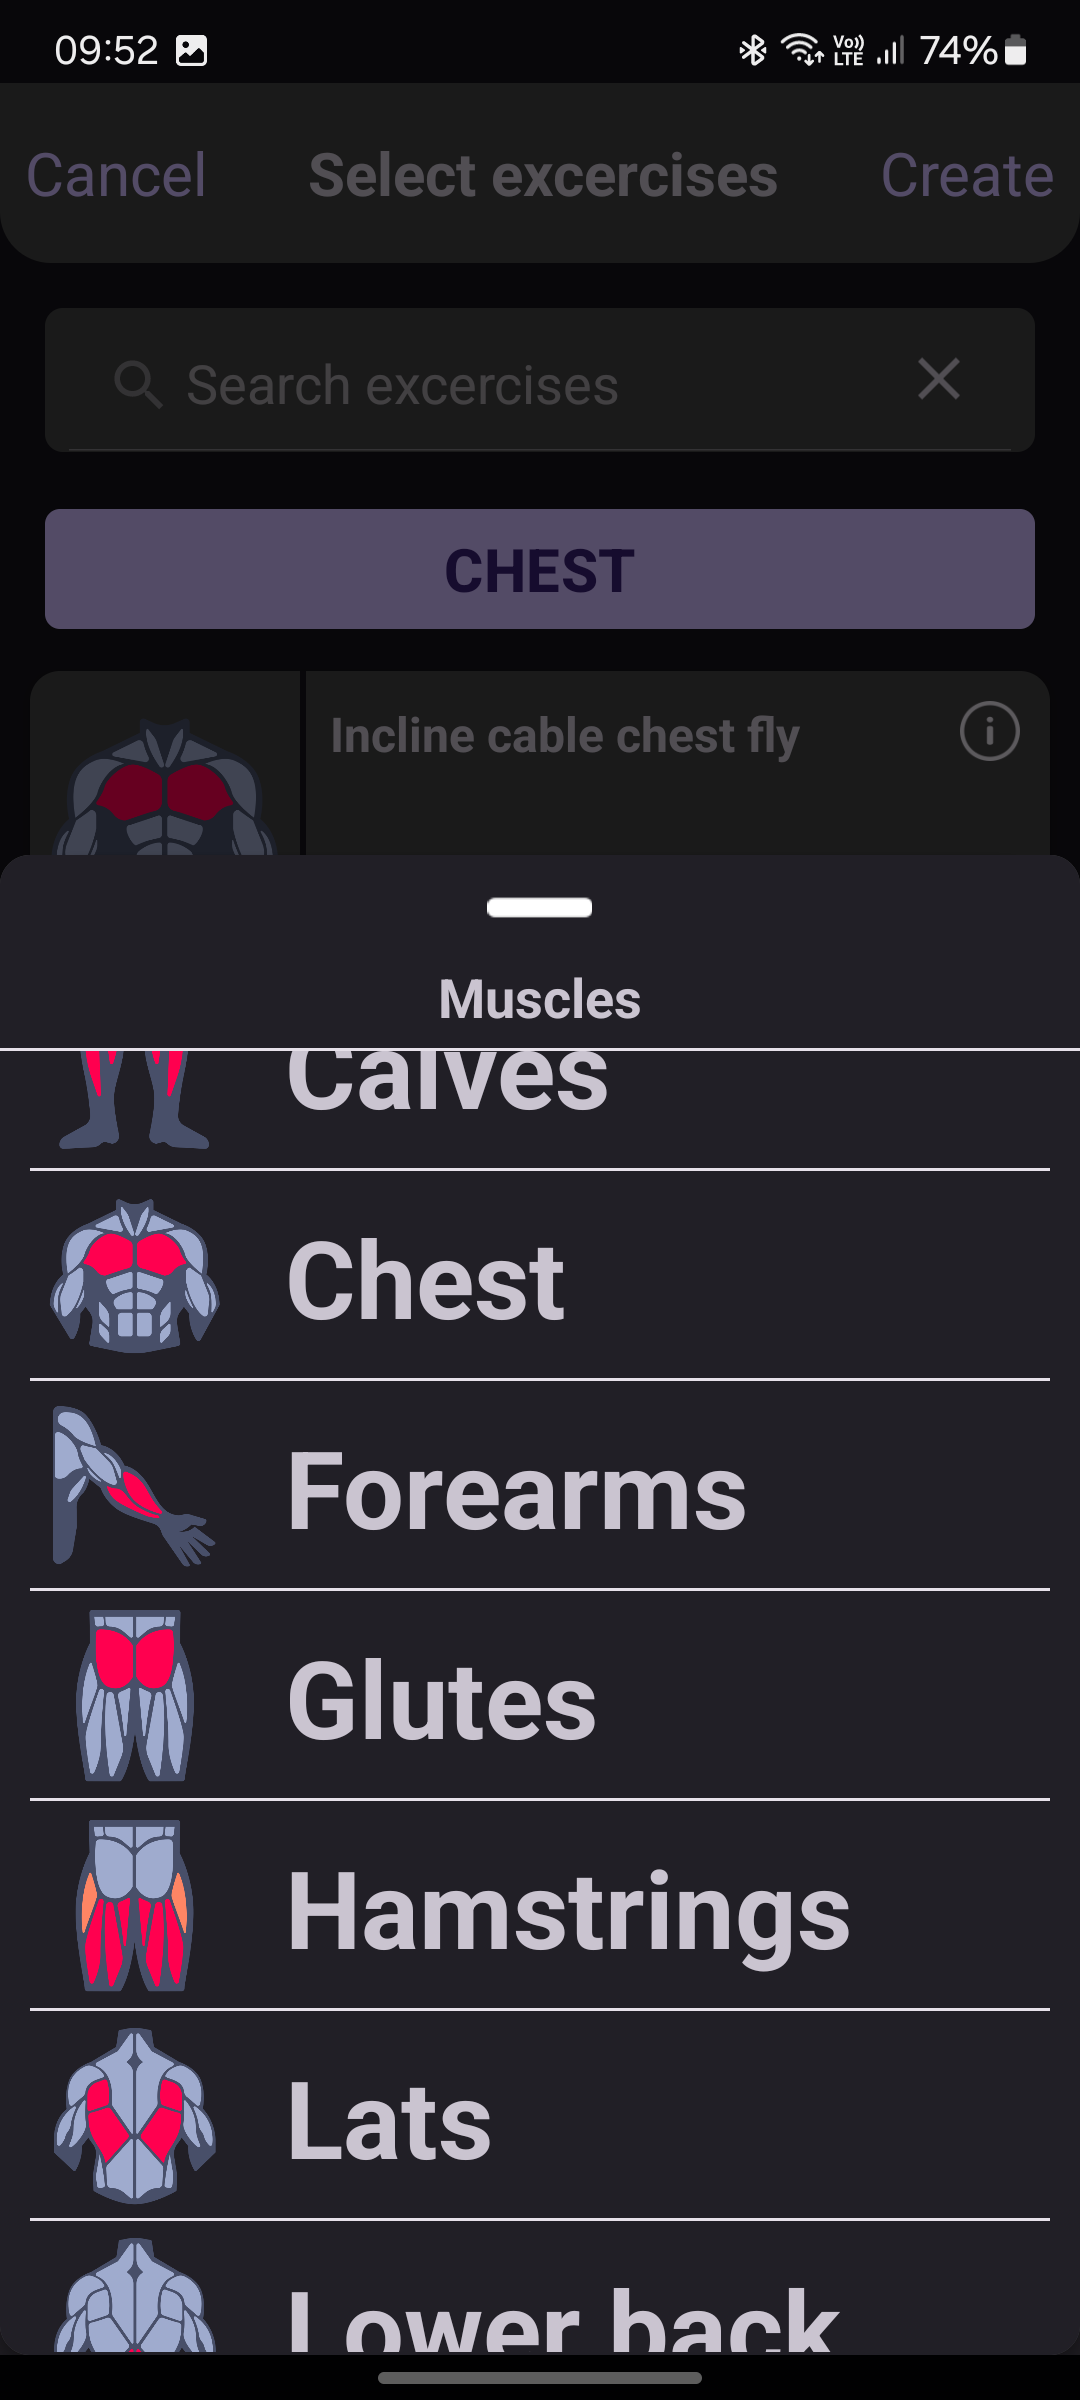 09:52 Vo)) LTE 74%
Cancel Select excercises Create
Search excercises
CHEST
Incline cable chest fly
Muscles
Calves
Chest
Forearms
Glutes
Hamstrings
Lats
Lower back